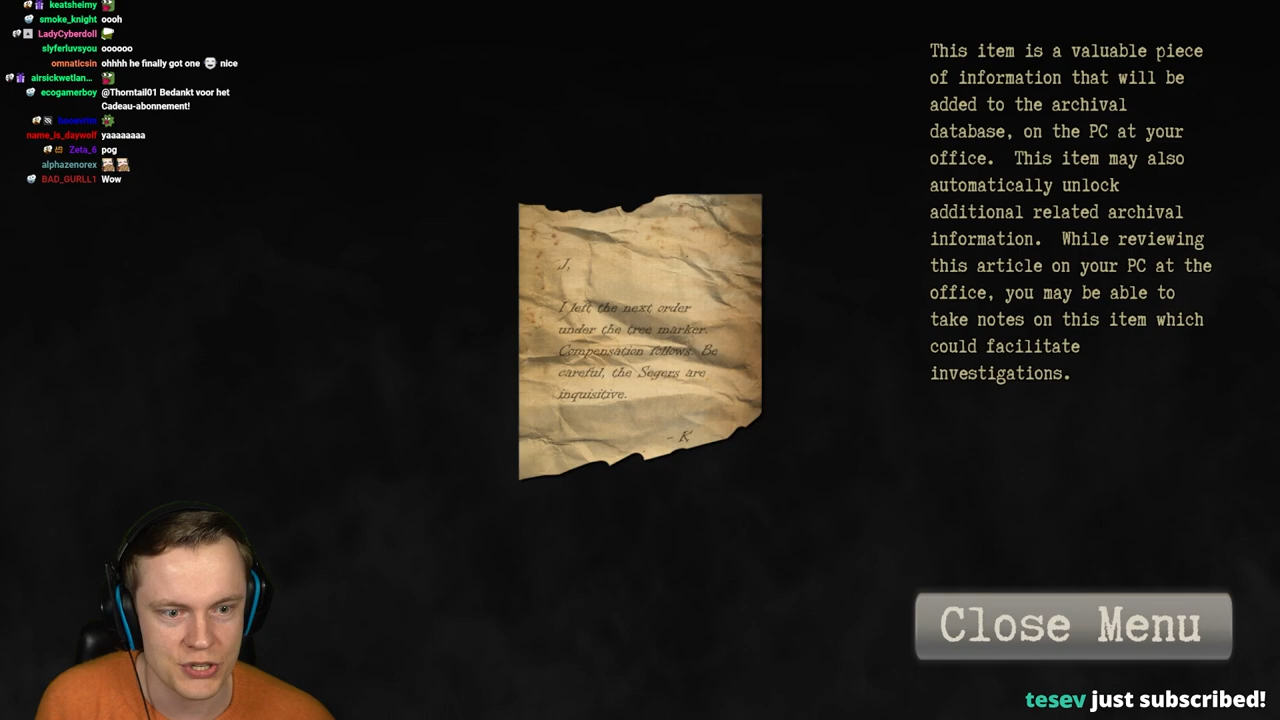 keatsheimy
smoke_knight oooh
LadyCyberdoll
slyferluvsyou oooooo
omnaticsin ohhhh he finally got one nice
airsickwetlan...
ecogamerboy @Thorntail01 Bedankt voor het
Cadeau-abonnement!
name_is_daywolf yaaaaaaa
Zeta_6 pog
alphazenorex
BAD_GURLL1 Wow
J,
I left the next order
under the tree marker.
Compensation follows. Be
careful, the Segers are
inquisitive.
- K
This item is a valuable piece
of information that will be
added to the archival
database, on the PC at your
office. This item may also
automatically unlock
additional related archival
information. While reviewing
this article on your PC at the
office, you may be able to
take notes on this item which
could facilitate
investigations.
Close Menu
tesev just subscribed!